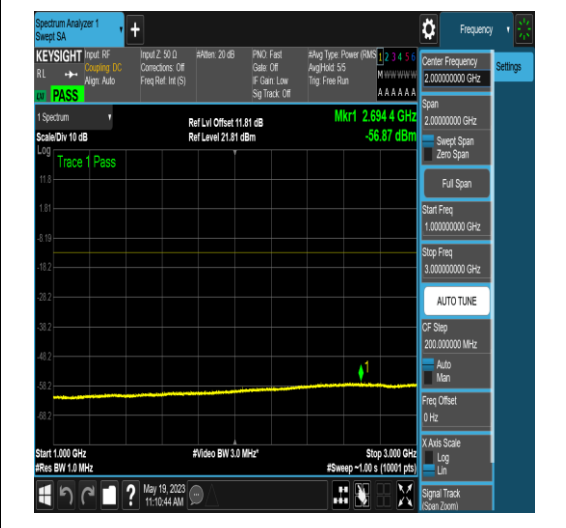 Spectrum Analyzer 1
Swept SA
Frequency
KEYSIGHT
RL
PASS
Input: RF
Coupling: DC
Align: Auto
Input Z: 50 Ω
Corrections: Off
Freq Ref: Int (S)
#Atten: 20 dB
PNO: Fast
Gate: Off
IF Gain: Low
Sig Track: Off
#Avg Type: Power (RMS
Avg|Hold: 5/5
Trig: Free Run
1 2 3 4 5 6
M W W W W W
A A A A A A
1 Spectrum
Scale/Div 10 dB
Ref Lvl Offset 11.81 dB
Ref Level 21.81 dBm
Mkr1 2.694 4 GHz
-56.87 dBm
Log
Trace 1 Pass
11.8
1.81
-8.19
-18.2
-28.2
-38.2
-48.2
-58.2
-68.2
1
Start 1.000 GHz
#Res BW 1.0 MHz
#Video BW 3.0 MHz*
Stop 3.000 GHz
#Sweep ~1.00 s (10001 pts)
May 19, 2023
11:10:44 AM
Center Frequency
2.000000000 GHz
Settings
Span
2.00000000 GHz
Swept Span
Zero Span
Full Span
Start Freq
1.000000000 GHz
Stop Freq
3.000000000 GHz
AUTO TUNE
CF Step
200.000000 MHz
Auto
Man
Freq Offset
0 Hz
X Axis Scale
Log
Lin
Signal Track
(Span Zoom)